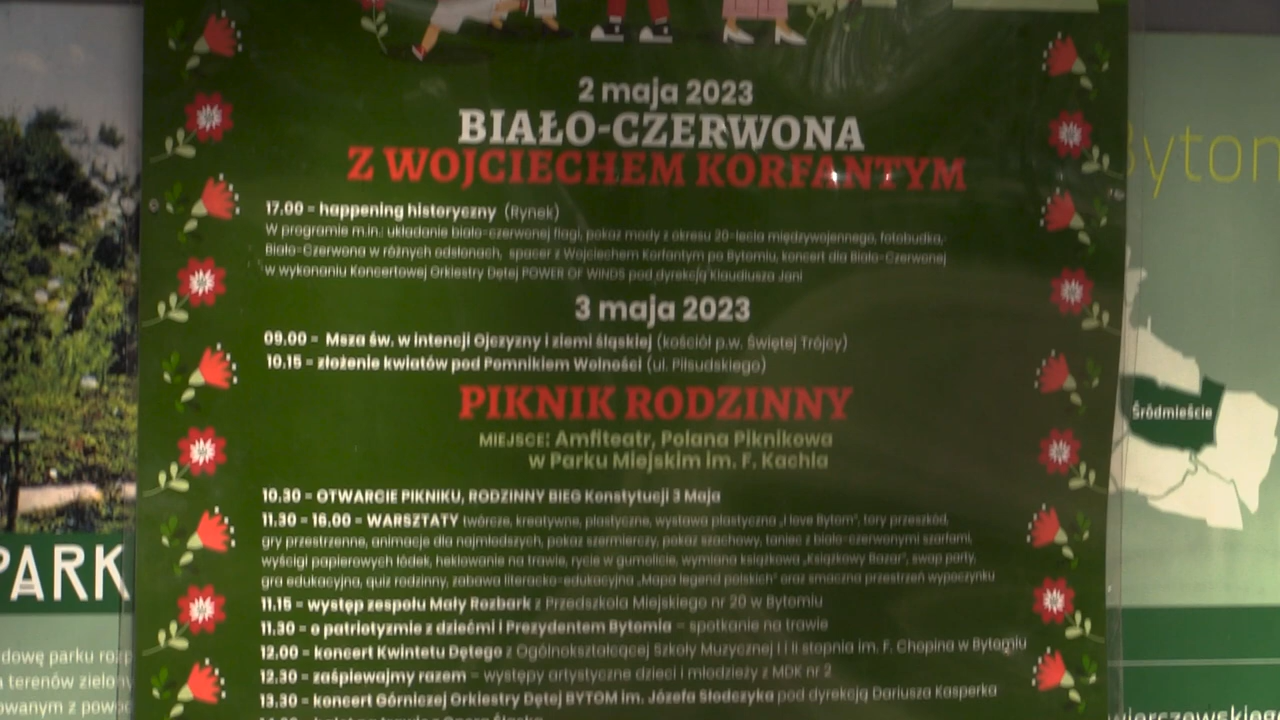 2 maja 2023
BIAŁO-CZERWONA
Z WOJCIECHEM KORFANTYM
17.00 - happening historyczny (Rynek)
W programie m.in.: układanie biało-czerwonej flagi, pokaz mody z okresu 20-lecia międzywojennego, fotobudka,
Biało-Czerwona w różnych odsłonach, spacer z Wojciechem Korfantym po Bytomiu, koncert dla Biało-Czerwonej
w wykonaniu Koncertowej Orkiestry Dętej POWER OF WINDS pod dyrekcją Klaudiusza Jani
3 maja 2023
09.00 - Msza św. w intencji Ojczyzny i ziemi śląskiej (kościół p.w. Świętej Trójcy)
10.15 - złożenie kwiatów pod Pomnikiem Wolności (ul. Piłsudskiego)
PIKNIK RODZINNY
MIEJSCE: Amfiteatr, Polana Piknikowa
w Parku Miejskim im. F. Kachla
10.30 - OTWARCIE PIKNIKU, RODZINNY BIEG Konstytucji 3 Maja
11.30 - 16.00 - WARSZTATY twórcze, kreatywne, plastyczne, wystawa plastyczna „I love Bytom", tory przeszkód,
gry przestrzenne, animacje dla najmłodszych, pokaz szermierczy, pokaz szachowy, taniec z biało-czerwonymi szarfami,
wyścigi papierowych łódek, heklowanie na trawie, rycie w gumolicie, wymiana książkowa „Książkowy Bazar", swap party,
gra edukacyjna, quiz rodzinny, zabawa literacko-edukacyjna „Mapa legend śląskich" oraz smaczna przestrzeń wypoczynku
11.15 - występ zespołu Mały Rozbark z Przedszkola Miejskiego nr 20 w Bytomiu
11.30 - o patriotyzmie z dziećmi i Prezydentem Bytomia - spotkanie na trawie
12.00 - koncert Kwintetu Dętego z Ogólnokształcącej Szkoły Muzycznej I i II stopnia im. F. Chopina w Bytomiu
12.30 - zaśpiewajmy razem - występy artystyczne dzieci i młodzieży z MDK nr 2
13.30 - koncert Górniczej Orkiestry Dętej BYTOM im. Józefa Słodczyka pod dyrekcją Dariusza Kasperka
PARK
Bytom
Śródmieście
dowę parku
terenów